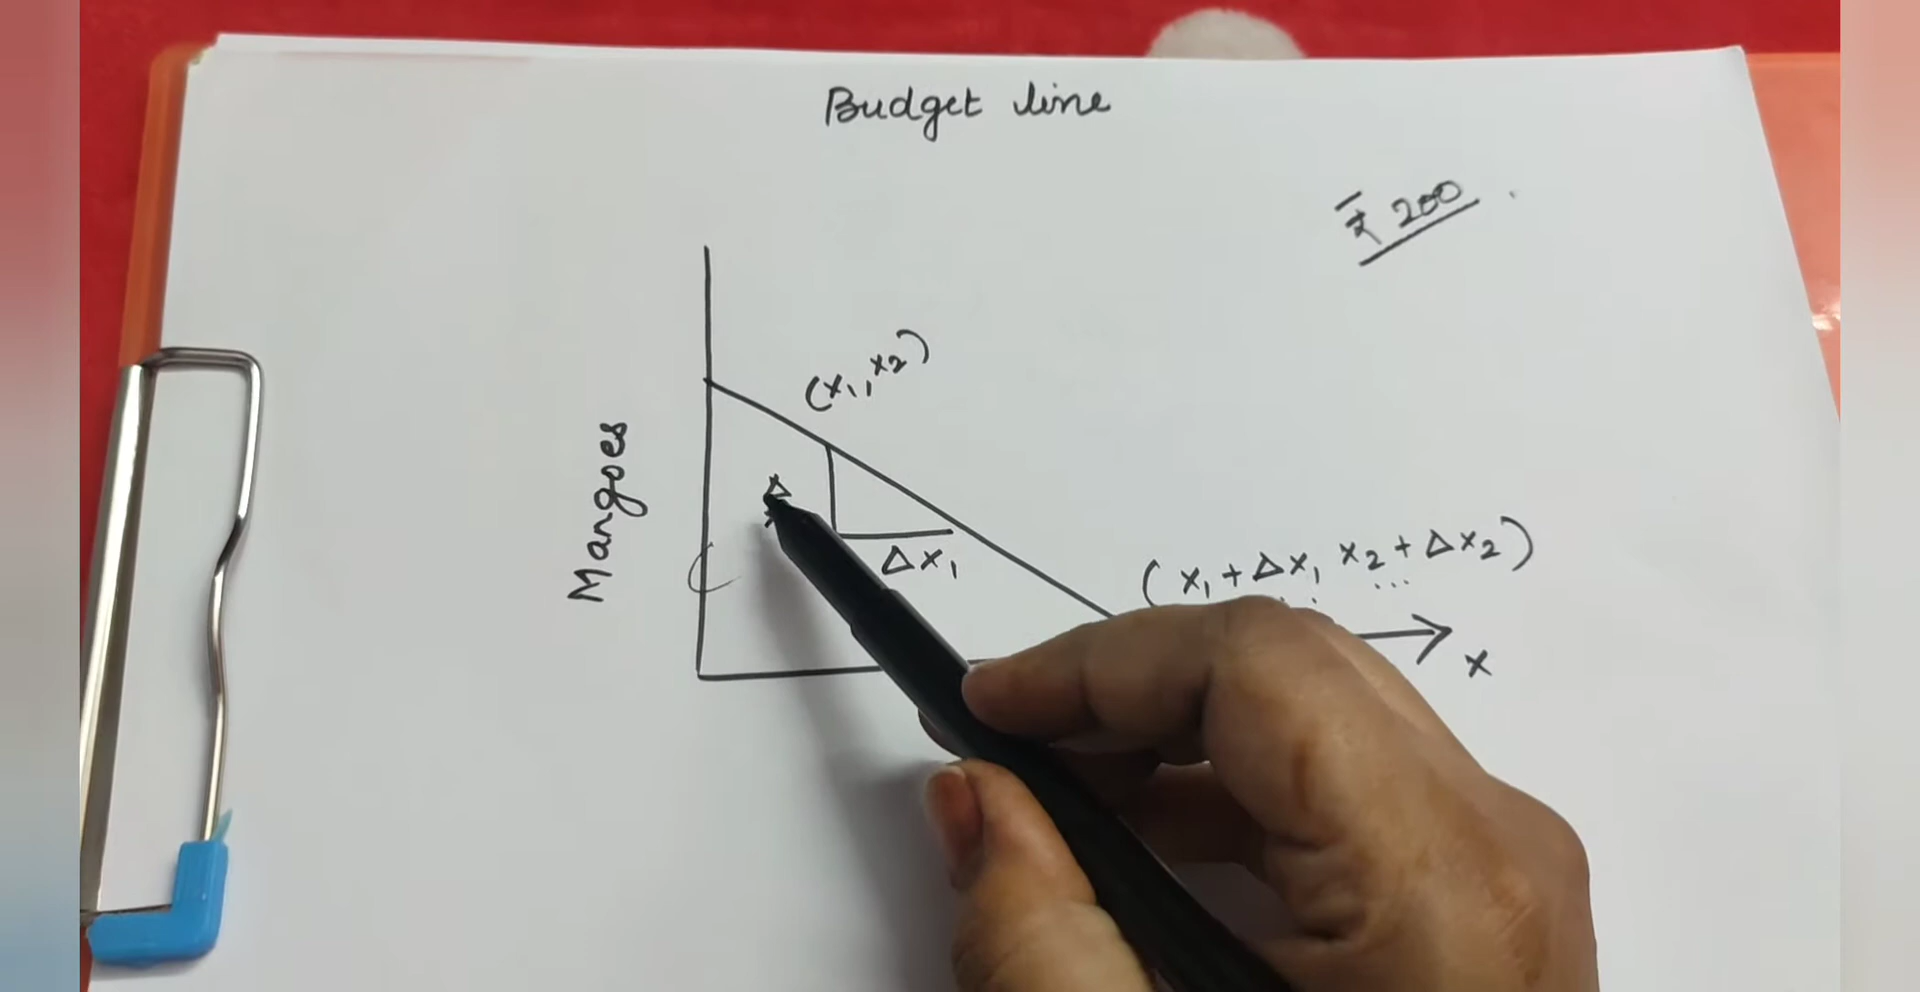 Budget line
₹ 200
(x₁, x₂)
Mangoes
Δ
Δx₁
(x₁ + Δx₁ x₂ + Δx₂)
x